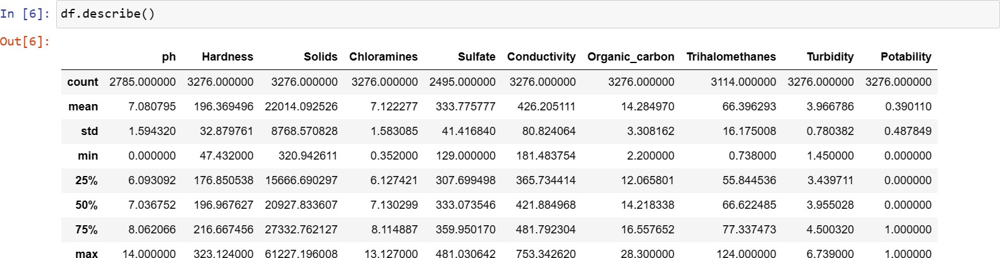 In [6]: df.describe()
Out[6]:
ph Hardness Solids Chloramines Sulfate Conductivity Organic_carbon Trihalomethanes Turbidity Potability
count 2785.000000 3276.000000 3276.000000 3276.000000 2495.000000 3276.000000 3276.000000 3114.000000 3276.000000 3276.000000
mean 7.080795 196.369496 22014.092526 7.122277 333.775777 426.205111 14.284970 66.396293 3.966786 0.390110
std 1.594320 32.879761 8768.570828 1.583085 41.416840 80.824064 3.308162 16.175008 0.780382 0.487849
min 0.000000 47.432000 320.942611 0.352000 129.000000 181.483754 2.200000 0.738000 1.450000 0.000000
25% 6.093092 176.850538 15666.690297 6.127421 307.699498 365.734414 12.065801 55.844536 3.439711 0.000000
50% 7.036752 196.967627 20927.833607 7.130299 333.073546 421.884968 14.218338 66.622485 3.955028 0.000000
75% 8.062066 216.667456 27332.762127 8.114887 359.950170 481.792304 16.557652 77.337473 4.500320 1.000000
max 14.000000 323.124000 61227.196008 13.127000 481.030642 753.342620 28.300000 124.000000 6.739000 1.000000